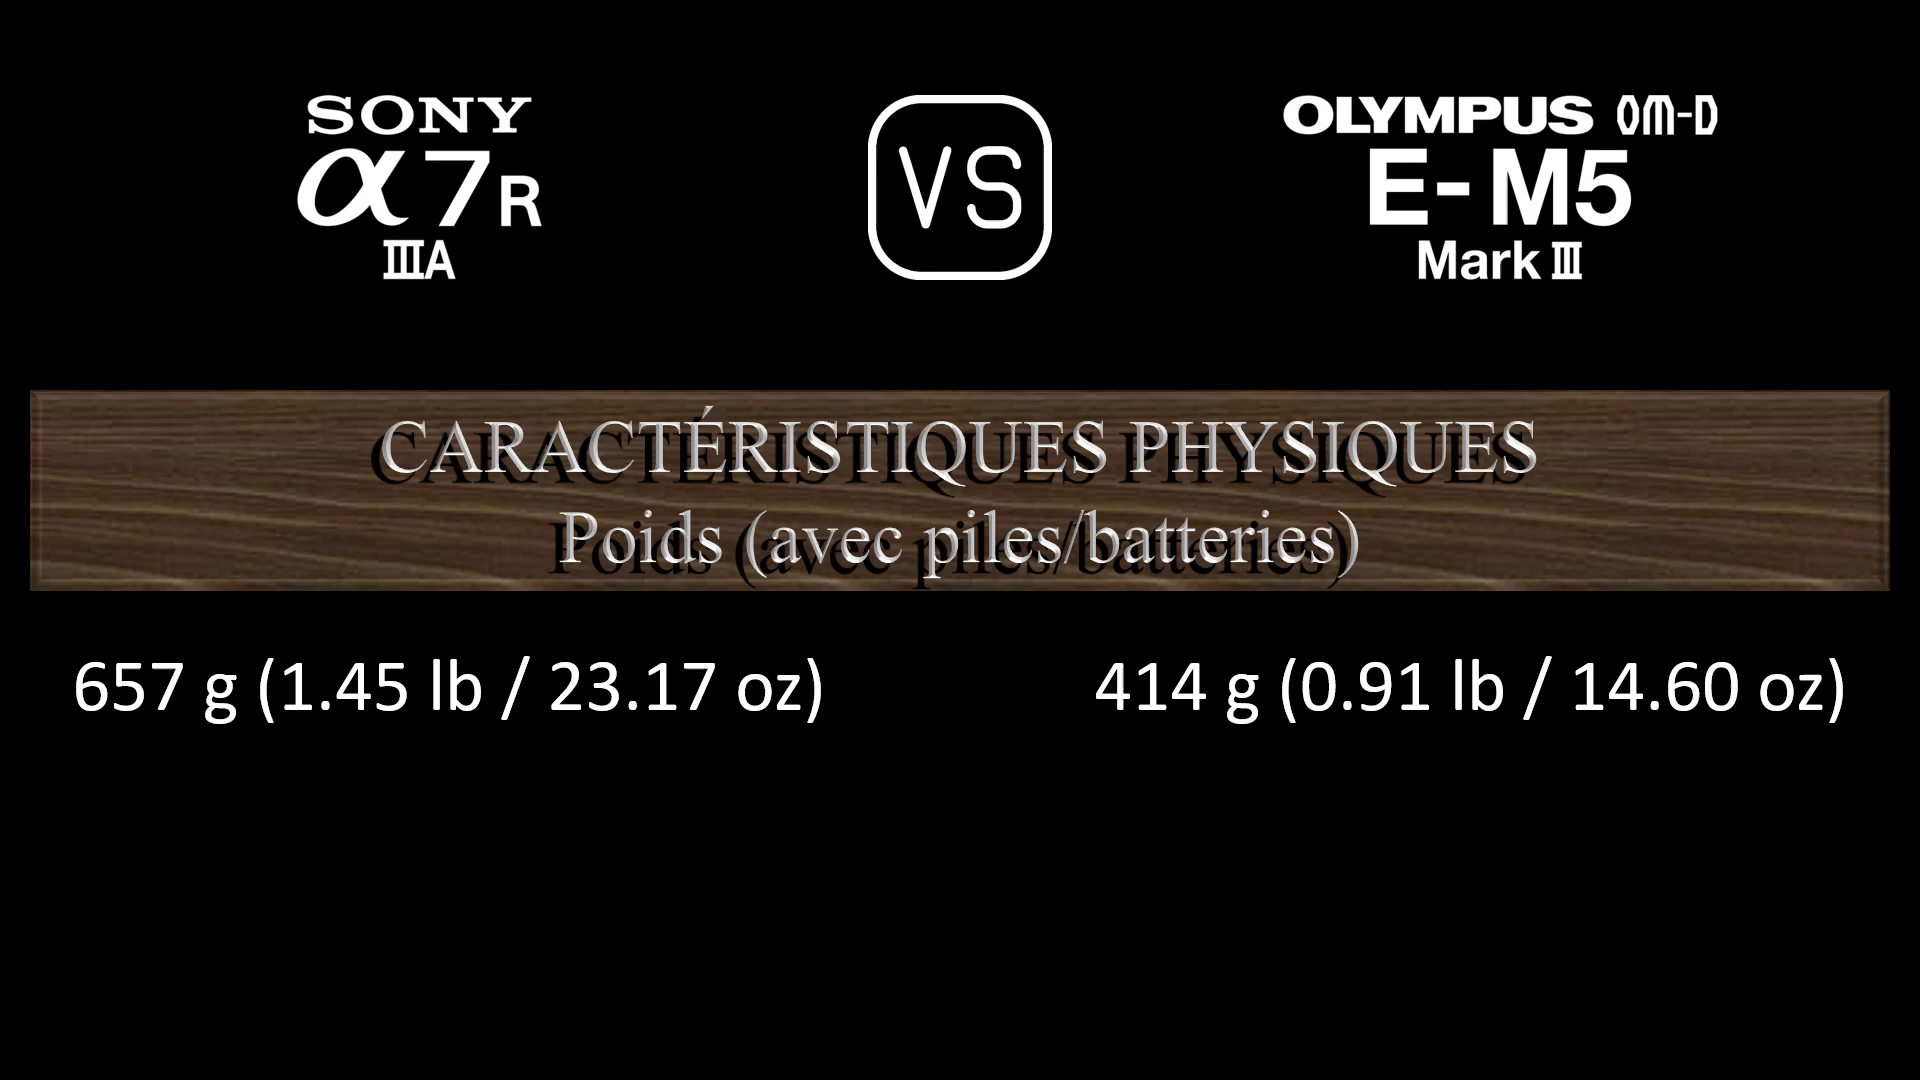 SONY
α7R
IIIA
VS
OLYMPUS OM-D
E-M5
Mark III
CARACTÉRISTIQUES PHYSIQUES
Poids (avec piles/batteries)
657 g (1.45 lb / 23.17 oz)
414 g (0.91 lb / 14.60 oz)